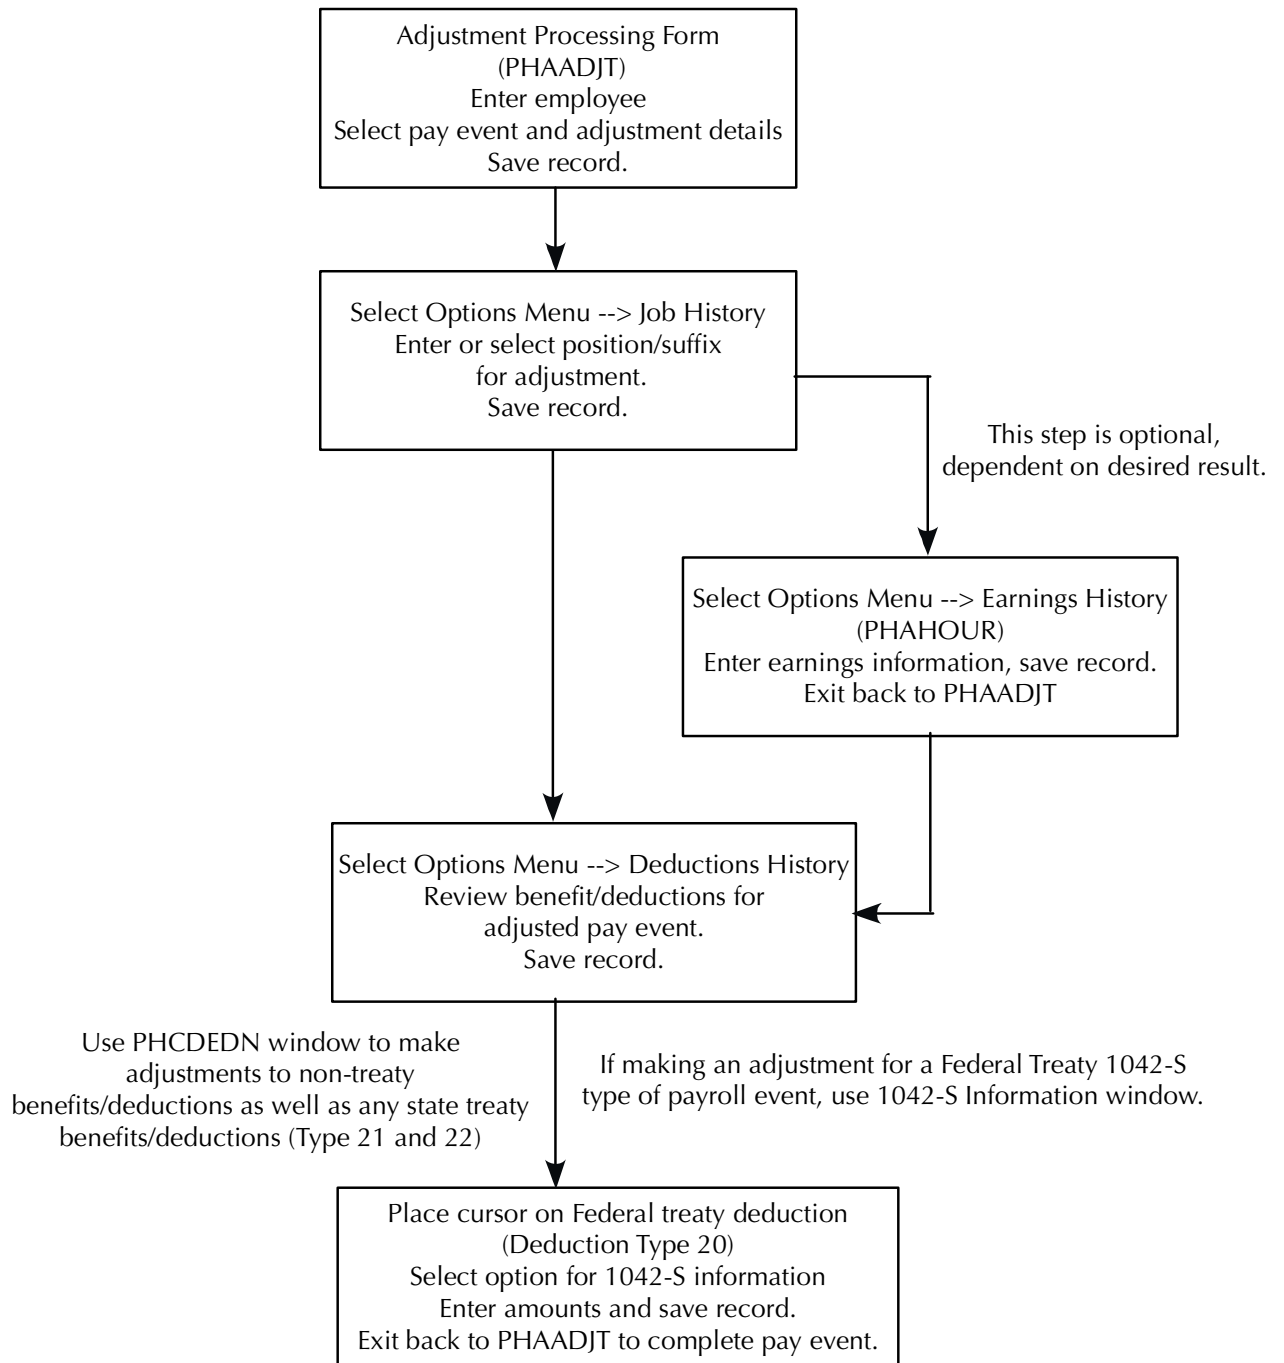 Adjustment Processing Form
(PHAADJT)
Enter employee
Select pay event and adjustment details
Save record.
Select Options Menu --> Job History
Enter or select position/suffix
for adjustment.
Save record.
This step is optional,
dependent on desired result.
Select Options Menu --> Earnings History
(PHAHOUR)
Enter earnings information, save record.
Exit back to PHAADJT
Select Options Menu --> Deductions History
Review benefit/deductions for
adjusted pay event.
Save record.
Use PHCDEDN window to make
adjustments to non-treaty
benefits/deductions as well as any state treaty
benefits/deductions (Type 21 and 22)
If making an adjustment for a Federal Treaty 1042-S
type of payroll event, use 1042-S Information window.
Place cursor on Federal treaty deduction
(Deduction Type 20)
Select option for 1042-S information
Enter amounts and save record.
Exit back to PHAADJT to complete pay event.